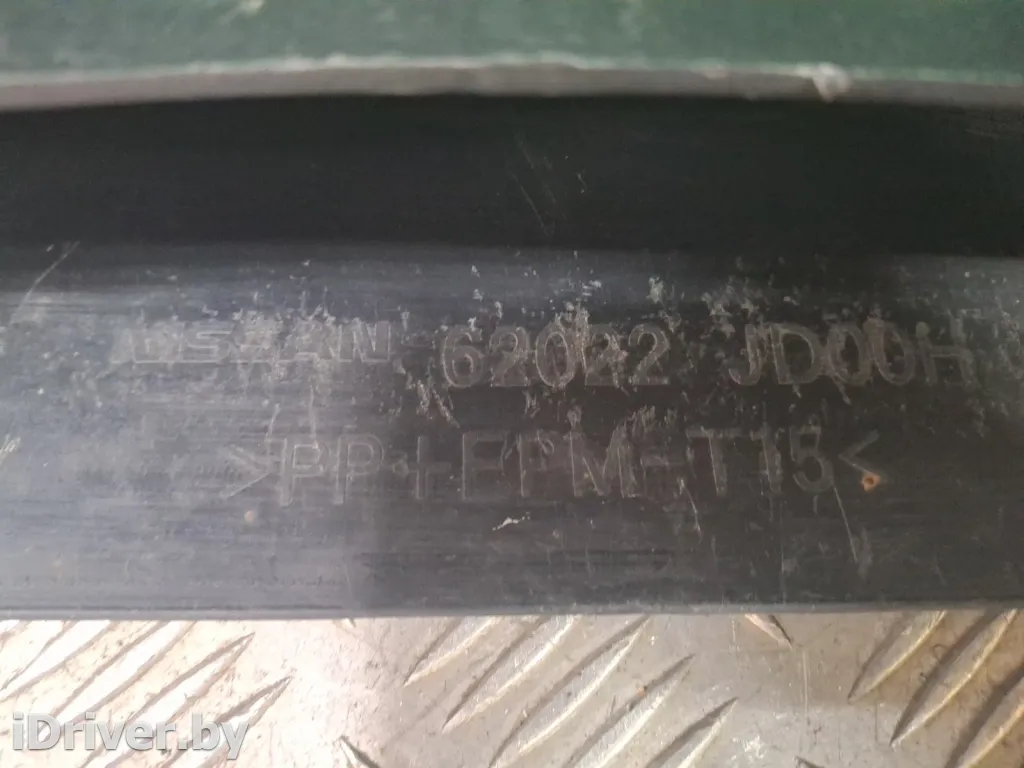 NISSAN 62022 JD00H
>PP+EPM-T15<
iDriver.by